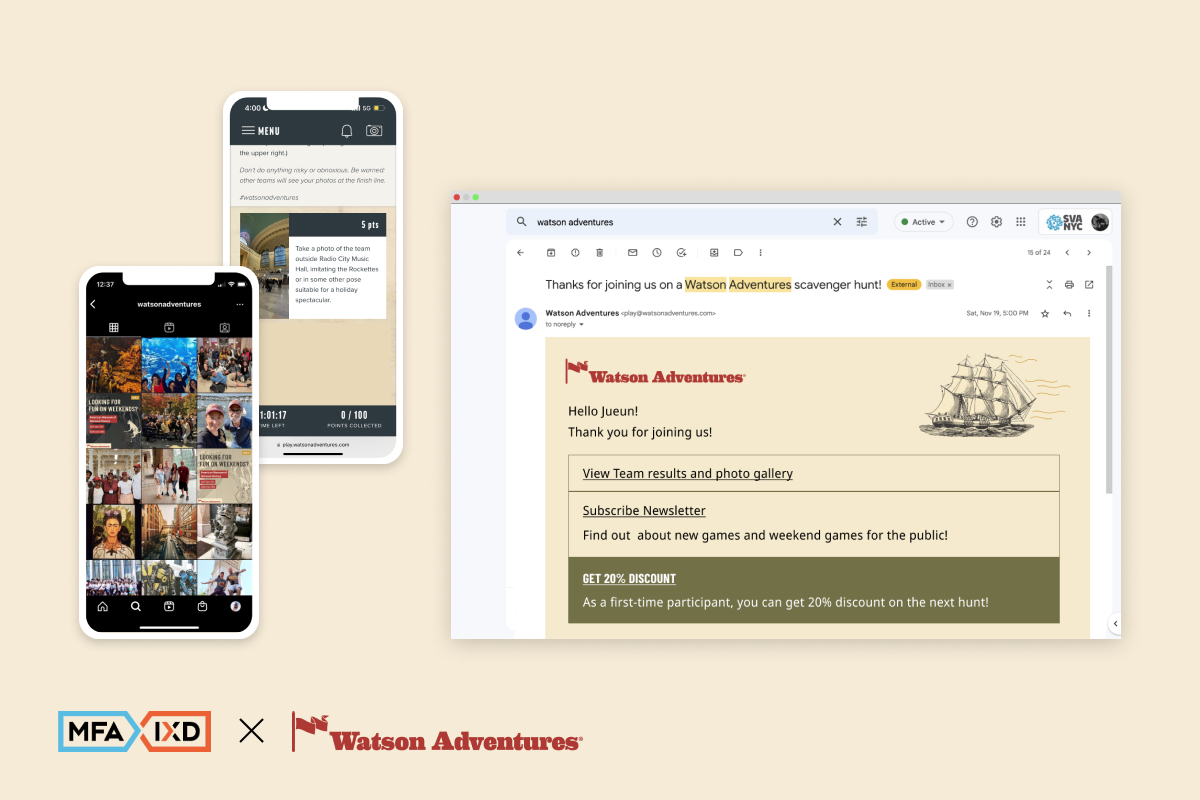 4:00
5G
MENU
the upper right.)
Don't do anything risky or obnoxious. Be warned:
other teams will see your photos at the finish line.
#watsonadventures
5 pts
Take a photo of the team
outside Radio City Music
Hall, imitating the Rockettes
or in some other pose
suitable for a holiday
spectacular.
1:01:17
0 / 100
ME LEFT
POINTS COLLECTED
play.watsonadventures.com
12:37
watsonadventures
LOOKING FOR
FUN ON WEEKENDS?
LOOKING FOR
FUN ON WEEKENDS?
watson adventures
Active
SVA
NYC
15 of 24
Thanks for joining us on a Watson Adventures scavenger hunt!
External
Inbox ×
Watson Adventures <play@watsonadventures.com>
Sat, Nov 19, 5:00 PM
to noreply
Watson Adventures®
Hello Jueun!
Thank you for joining us!
View Team results and photo gallery
Subscribe Newsletter
Find out  about new games and weekend games for the public!
GET 20% DISCOUNT
As a first-time participant, you can get 20% discount on the next hunt!
MFA IXD
Watson Adventures®